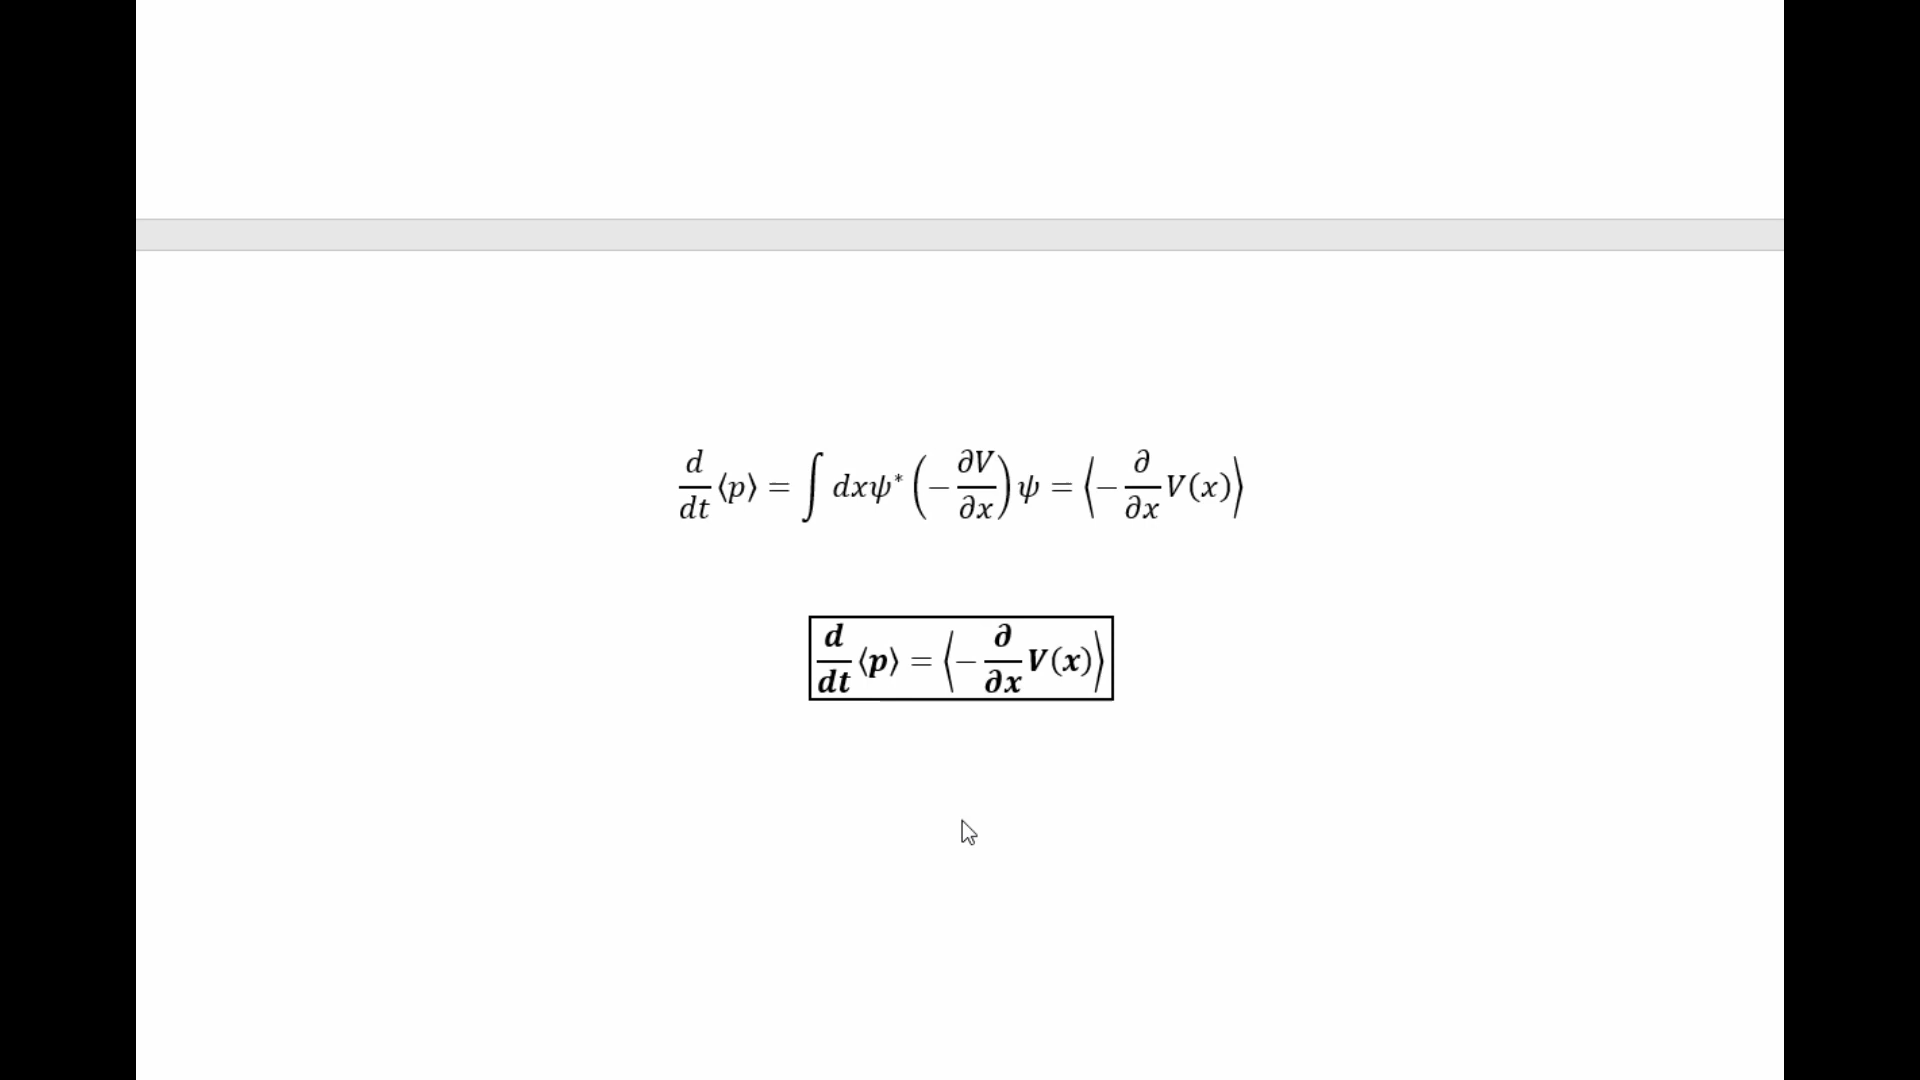 d/dt ⟨p⟩ = ∫ dxψ* (−∂V/∂x) ψ = ⟨−∂/∂x V(x)⟩
d/dt ⟨p⟩ = ⟨−∂/∂x V(x)⟩